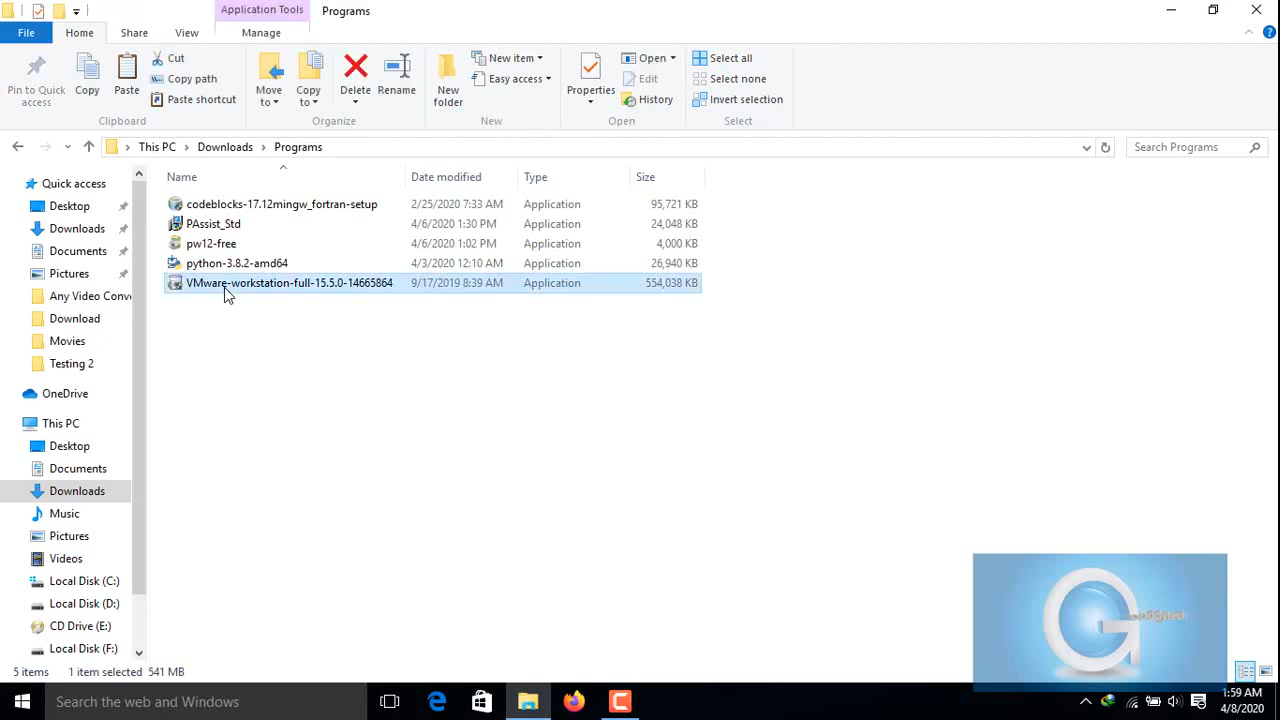 Application Tools
Programs
File
Home
Share
View
Manage
Pin to Quick access
Copy
Paste
Cut
Copy path
Paste shortcut
Clipboard
Move to
Copy to
Delete
Rename
Organize
New folder
New item
Easy access
New
Properties
Open
Edit
History
Open
Select all
Select none
Invert selection
Select
This PC
Downloads
Programs
Search Programs
Name
Date modified
Type
Size
codeblocks-17.12mingw_fortran-setup 2/25/2020 7:33 AM Application 95,721 KB
PAssist_Std 4/6/2020 1:30 PM Application 24,048 KB
pw12-free 4/6/2020 1:02 PM Application 4,000 KB
python-3.8.2-amd64 4/3/2020 12:10 AM Application 26,940 KB
VMware-workstation-full-15.5.0-14665864 9/17/2019 8:39 AM Application 554,038 KB
Quick access
Desktop
Downloads
Documents
Pictures
Any Video Conv
Download
Movies
Testing 2
OneDrive
This PC
Desktop
Documents
Downloads
Music
Pictures
Videos
Local Disk (C:)
Local Disk (D:)
CD Drive (E:)
Local Disk (F:)
5 items
1 item selected 541 MB
Search the web and Windows
1:59 AM
4/8/2020